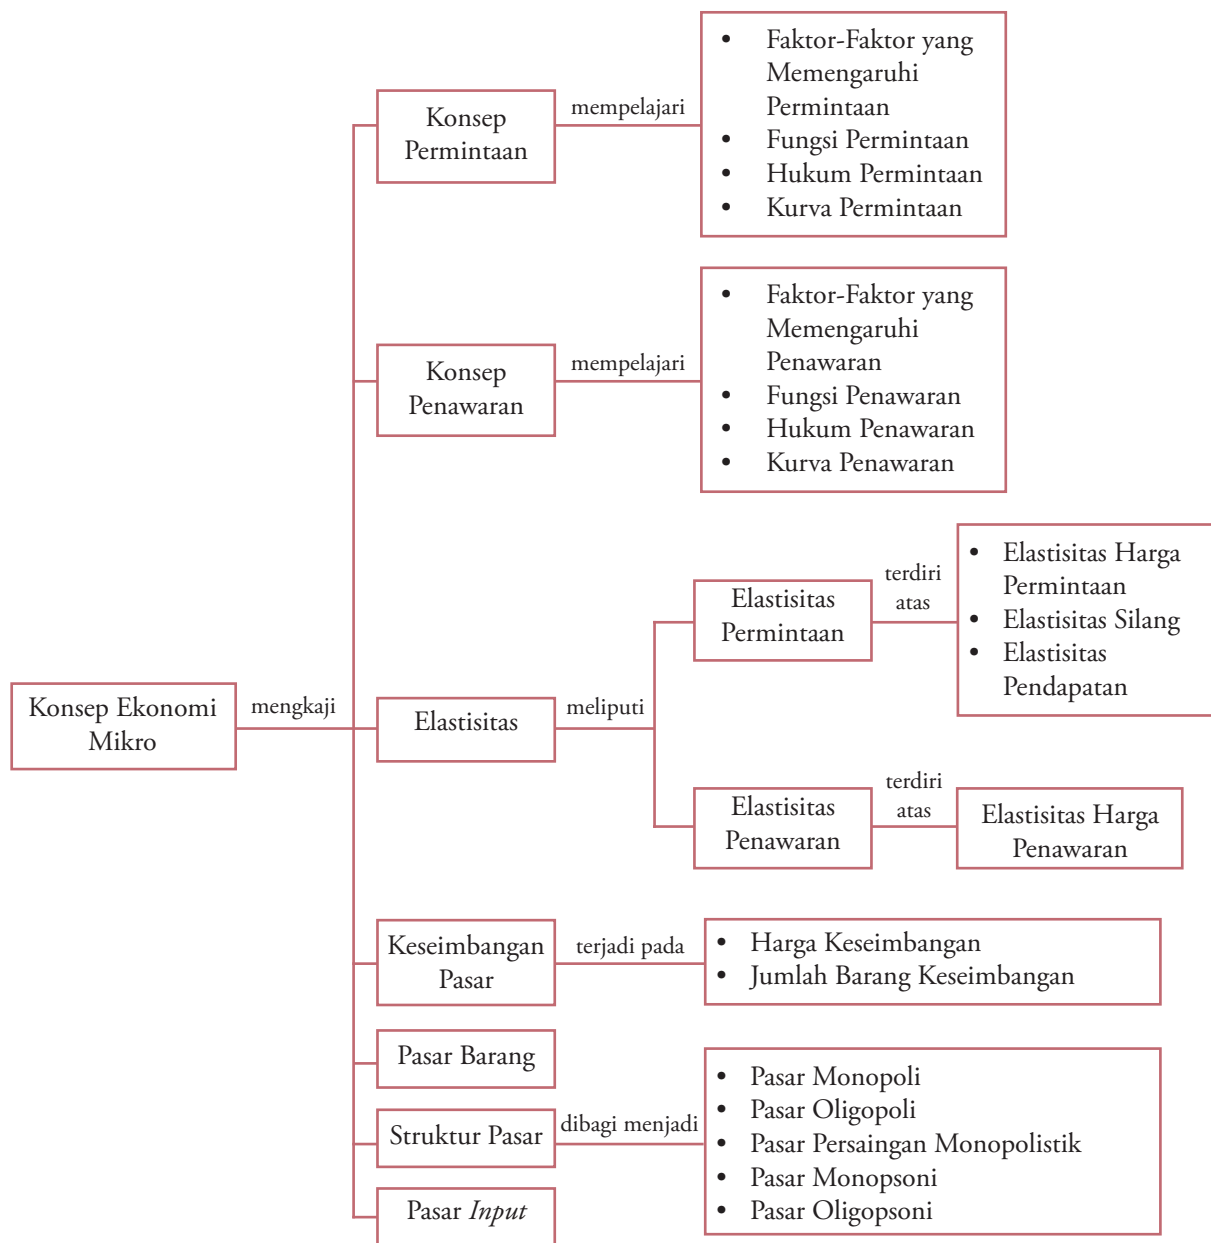 Konsep Ekonomi
Mikro
mengkaji
Konsep
Permintaan
mempelajari
• Faktor-Faktor yang
Memengaruhi
Permintaan
• Fungsi Permintaan
• Hukum Permintaan
• Kurva Permintaan
Konsep
Penawaran
mempelajari
• Faktor-Faktor yang
Memengaruhi
Penawaran
• Fungsi Penawaran
• Hukum Penawaran
• Kurva Penawaran
Elastisitas
meliputi
Elastisitas
Permintaan
terdiri
atas
• Elastisitas Harga
Permintaan
• Elastisitas Silang
• Elastisitas
Pendapatan
Elastisitas
Penawaran
terdiri
atas
Elastisitas Harga
Penawaran
Keseimbangan
Pasar
terjadi pada
• Harga Keseimbangan
• Jumlah Barang Keseimbangan
Pasar Barang
Struktur Pasar
dibagi menjadi
• Pasar Monopoli
• Pasar Oligopoli
• Pasar Persaingan Monopolistik
• Pasar Monopsoni
• Pasar Oligopsoni
Pasar Input